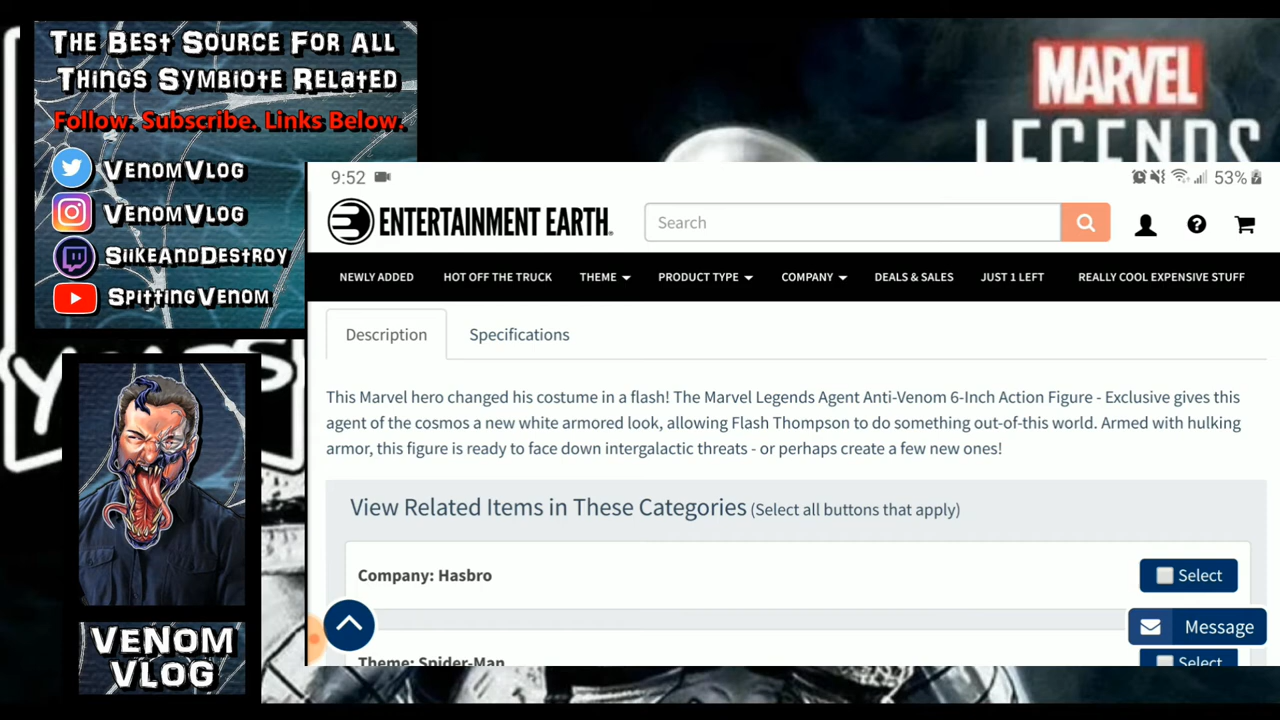 The Best Source For All
Things Symbiote Related
Follow. Subscribe. Links Below.
VenomVlog
VenomVlog
SiikeAndDestroy
SpittingVenom
VENOM
VLOG
MARVEL
LEGENDS
9:52
53%
ENTERTAINMENT EARTH
Search
NEWLY ADDED HOT OFF THE TRUCK THEME PRODUCT TYPE COMPANY DEALS & SALES JUST 1 LEFT REALLY COOL EXPENSIVE STUFF
Description Specifications
This Marvel hero changed his costume in a flash! The Marvel Legends Agent Anti-Venom 6-Inch Action Figure - Exclusive gives this
agent of the cosmos a new white armored look, allowing Flash Thompson to do something out-of-this world. Armed with hulking
armor, this figure is ready to face down intergalactic threats - or perhaps create a few new ones!
View Related Items in These Categories (Select all buttons that apply)
Company: Hasbro Select
Message
Theme: Spider-Man Select